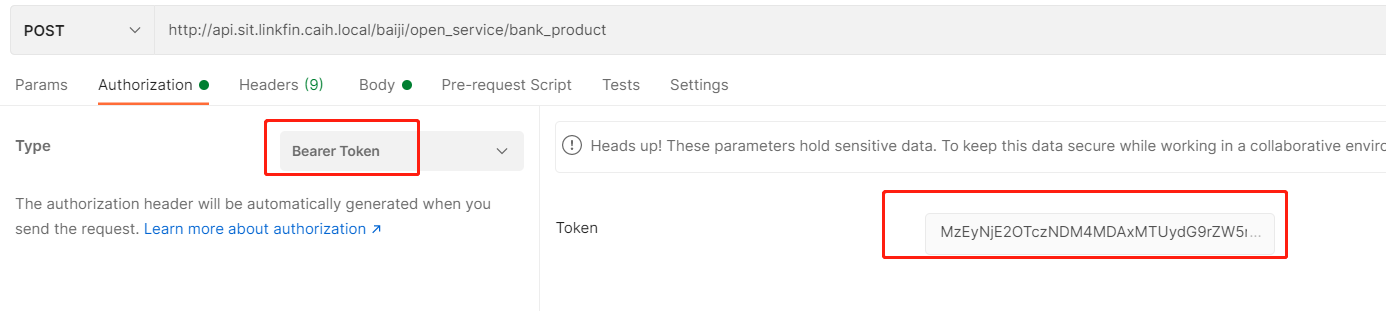 POST http://api.sit.linkfin.caih.local/baiji/open_service/bank_product
Params Authorization Headers (9) Body Pre-request Script Tests Settings
Type Bearer Token
Heads up! These parameters hold sensitive data. To keep this data secure while working in a collaborative
The authorization header will be automatically generated when you
send the request. Learn more about authorization ↗
Token MzEyNjE2OTczNDM4MDAxMTUydG9rZW5...